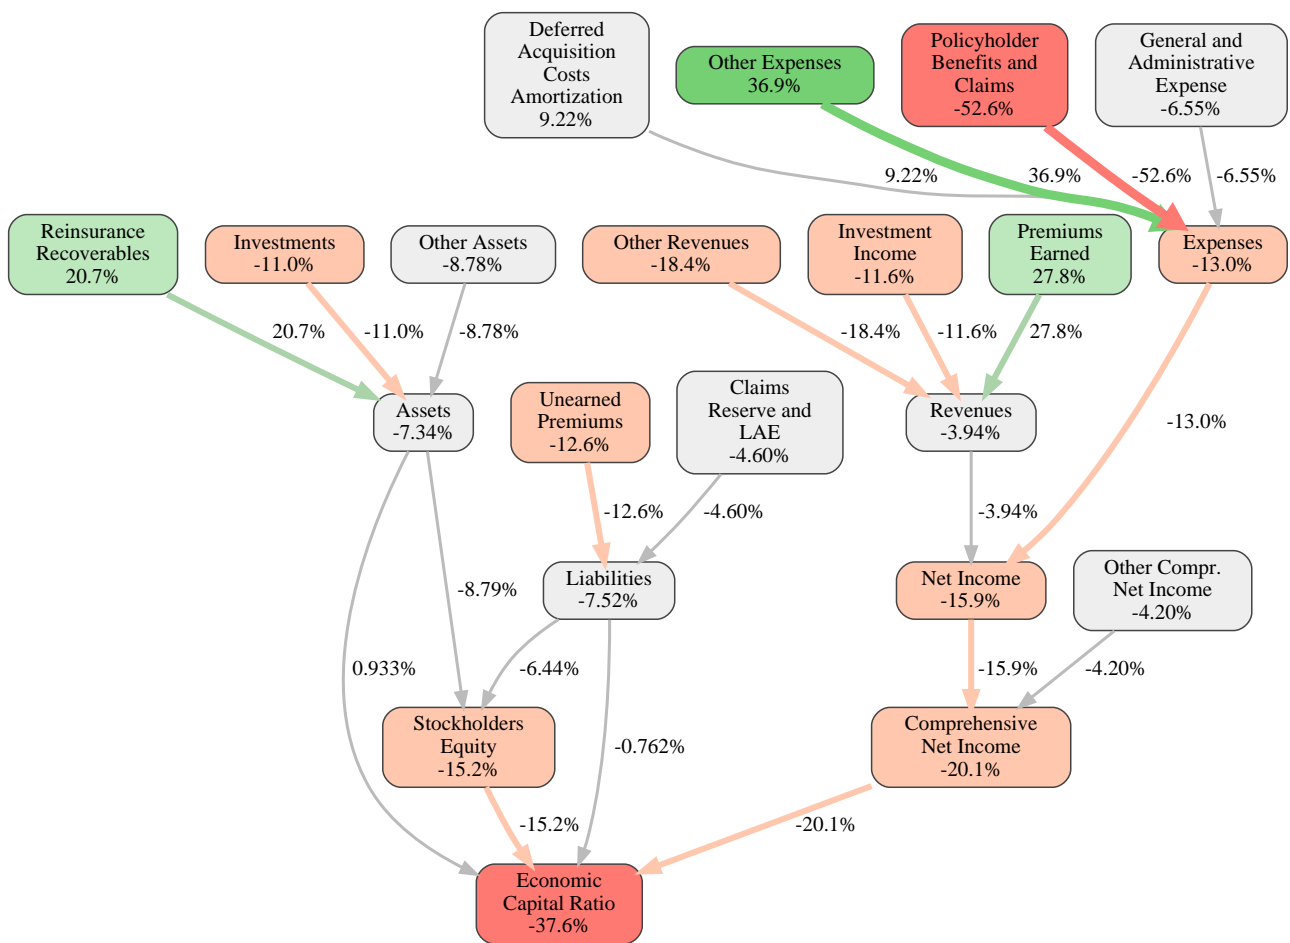 Deferred
Acquisition
Costs
Amortization
9.22%
Other Expenses
36.9%
Policyholder
Benefits and
Claims
-52.6%
General and
Administrative
Expense
-6.55%
9.22%
36.9%
-52.6%
-6.55%
Reinsurance
Recoverables
20.7%
Investments
-11.0%
Other Assets
-8.78%
Other Revenues
-18.4%
Investment
Income
-11.6%
Premiums
Earned
27.8%
Expenses
-13.0%
20.7%
-11.0%
-8.78%
-18.4%
-11.6%
27.8%
Assets
-7.34%
Unearned
Premiums
-12.6%
Claims
Reserve and
LAE
-4.60%
Revenues
-3.94%
-13.0%
-12.6%
-4.60%
-3.94%
-8.79%
Liabilities
-7.52%
Net Income
-15.9%
Other Compr.
Net Income
-4.20%
0.933%
-6.44%
-15.9%
-4.20%
Stockholders
Equity
-15.2%
-0.762%
Comprehensive
Net Income
-20.1%
-15.2%
-20.1%
Economic
Capital Ratio
-37.6%